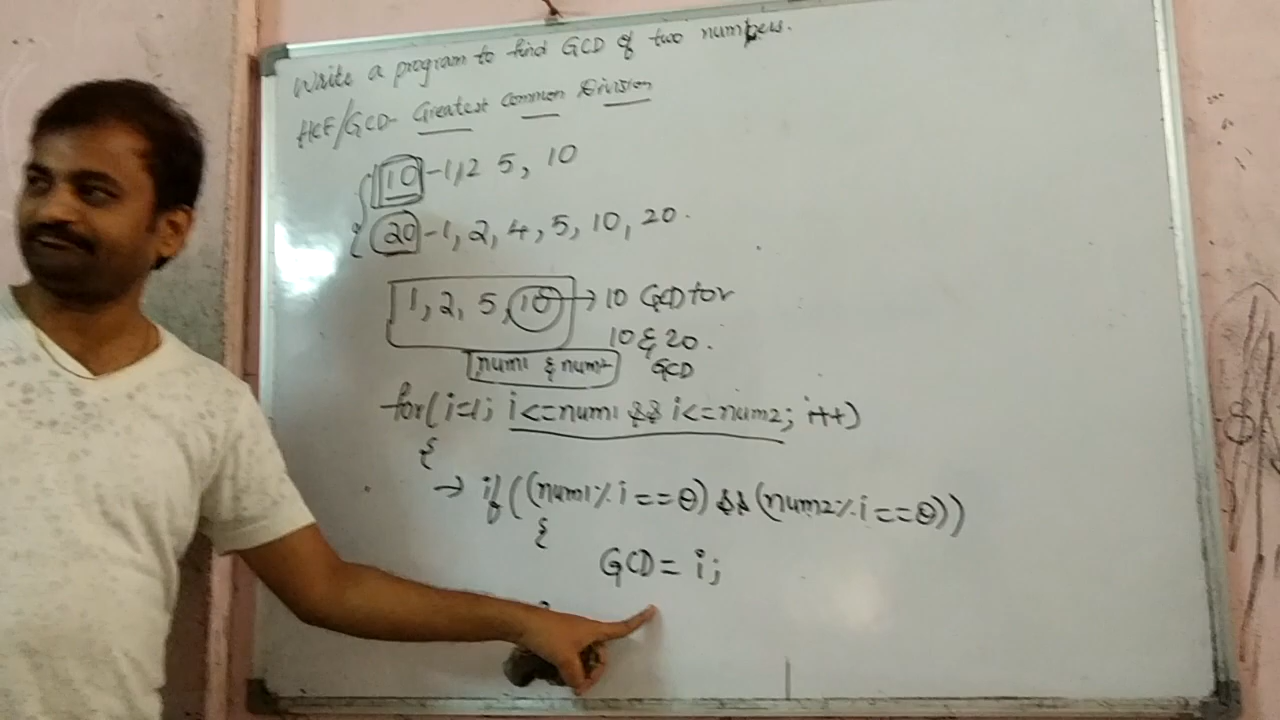 Write a program to find GCD of two numbers.
HCF/GCD- Greatest Common Division
10 -1,2 5, 10
20 -1, 2, 4, 5, 10, 20.
1, 2, 5, 10 → 10 GCD for
10 & 20.
num1 & num2 GCD
for( i=1; i<=num1 && i<=num2; i++)
{
→ if((num1%i==0) && (num2%i==0))
{
GCD = i;